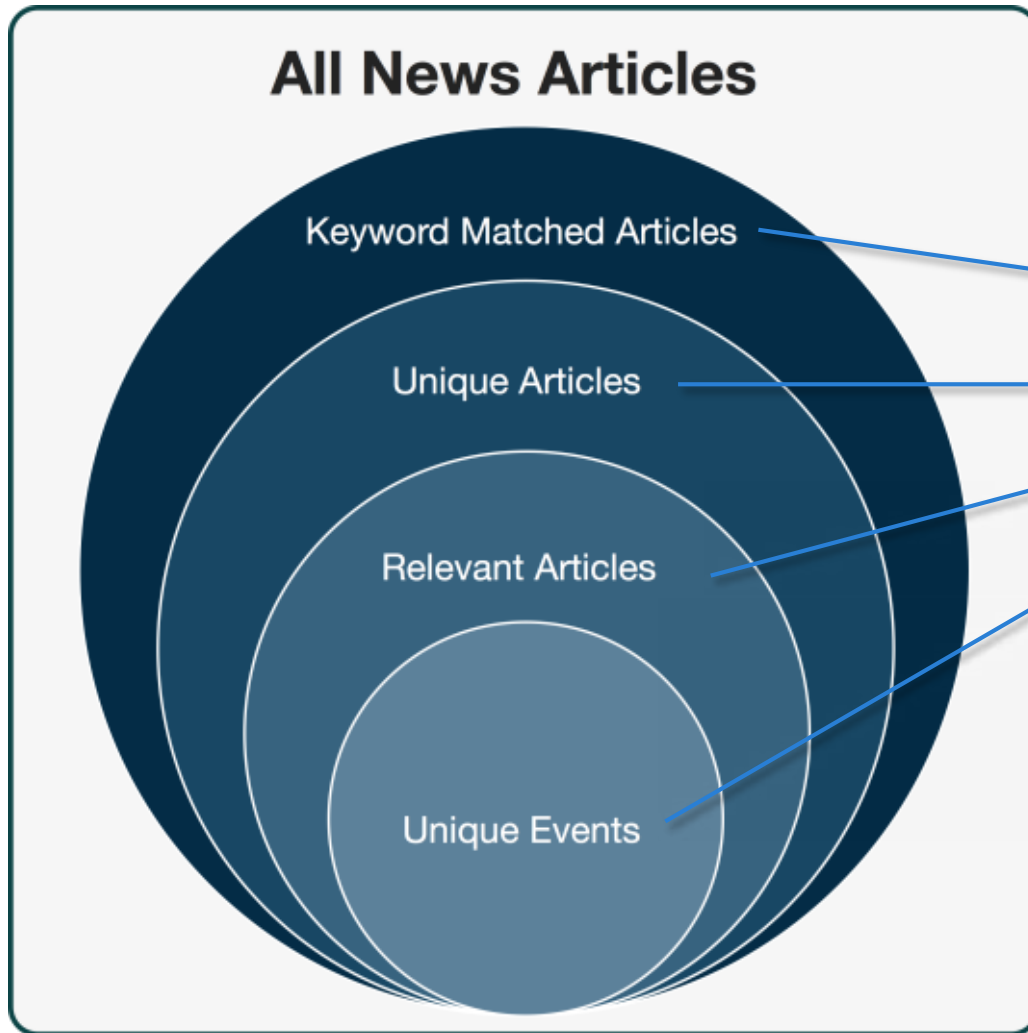 All News Articles
Keyword Matched Articles
Unique Articles
Relevant Articles
Unique Events